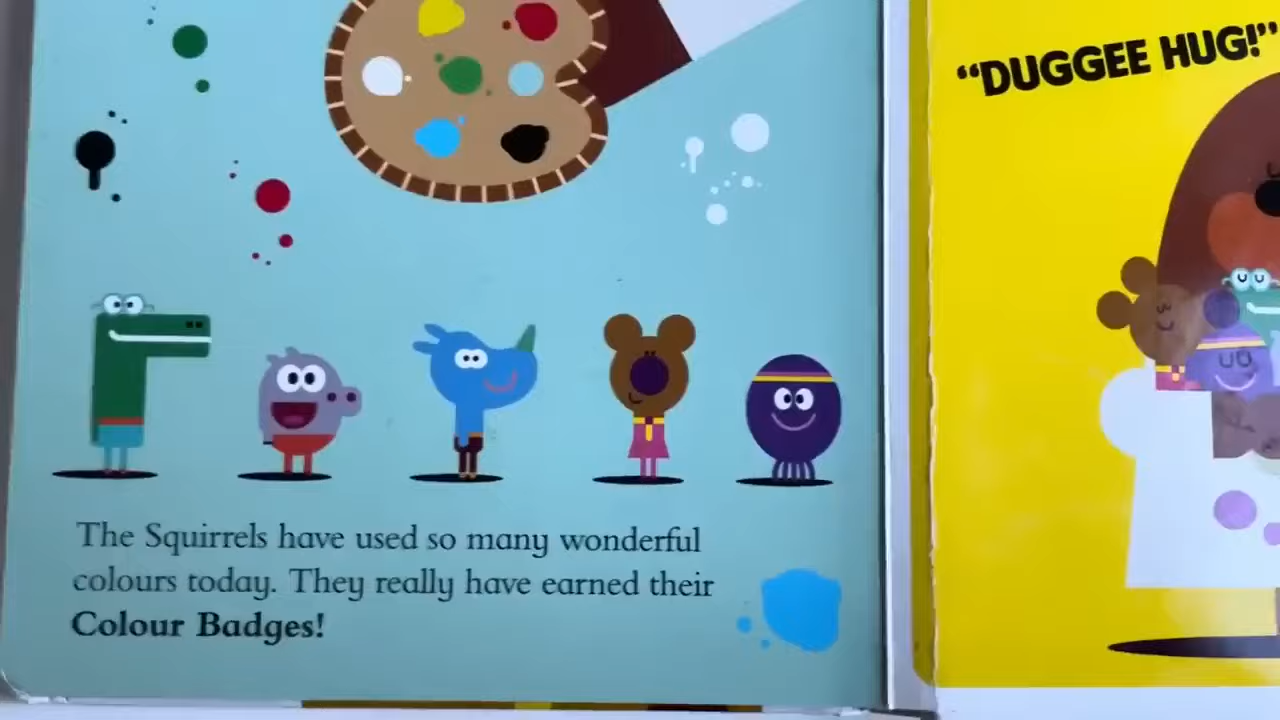 The Squirrels have used so many wonderful
colours today. They really have earned their
Colour Badges!
"DUGGEE HUG!"